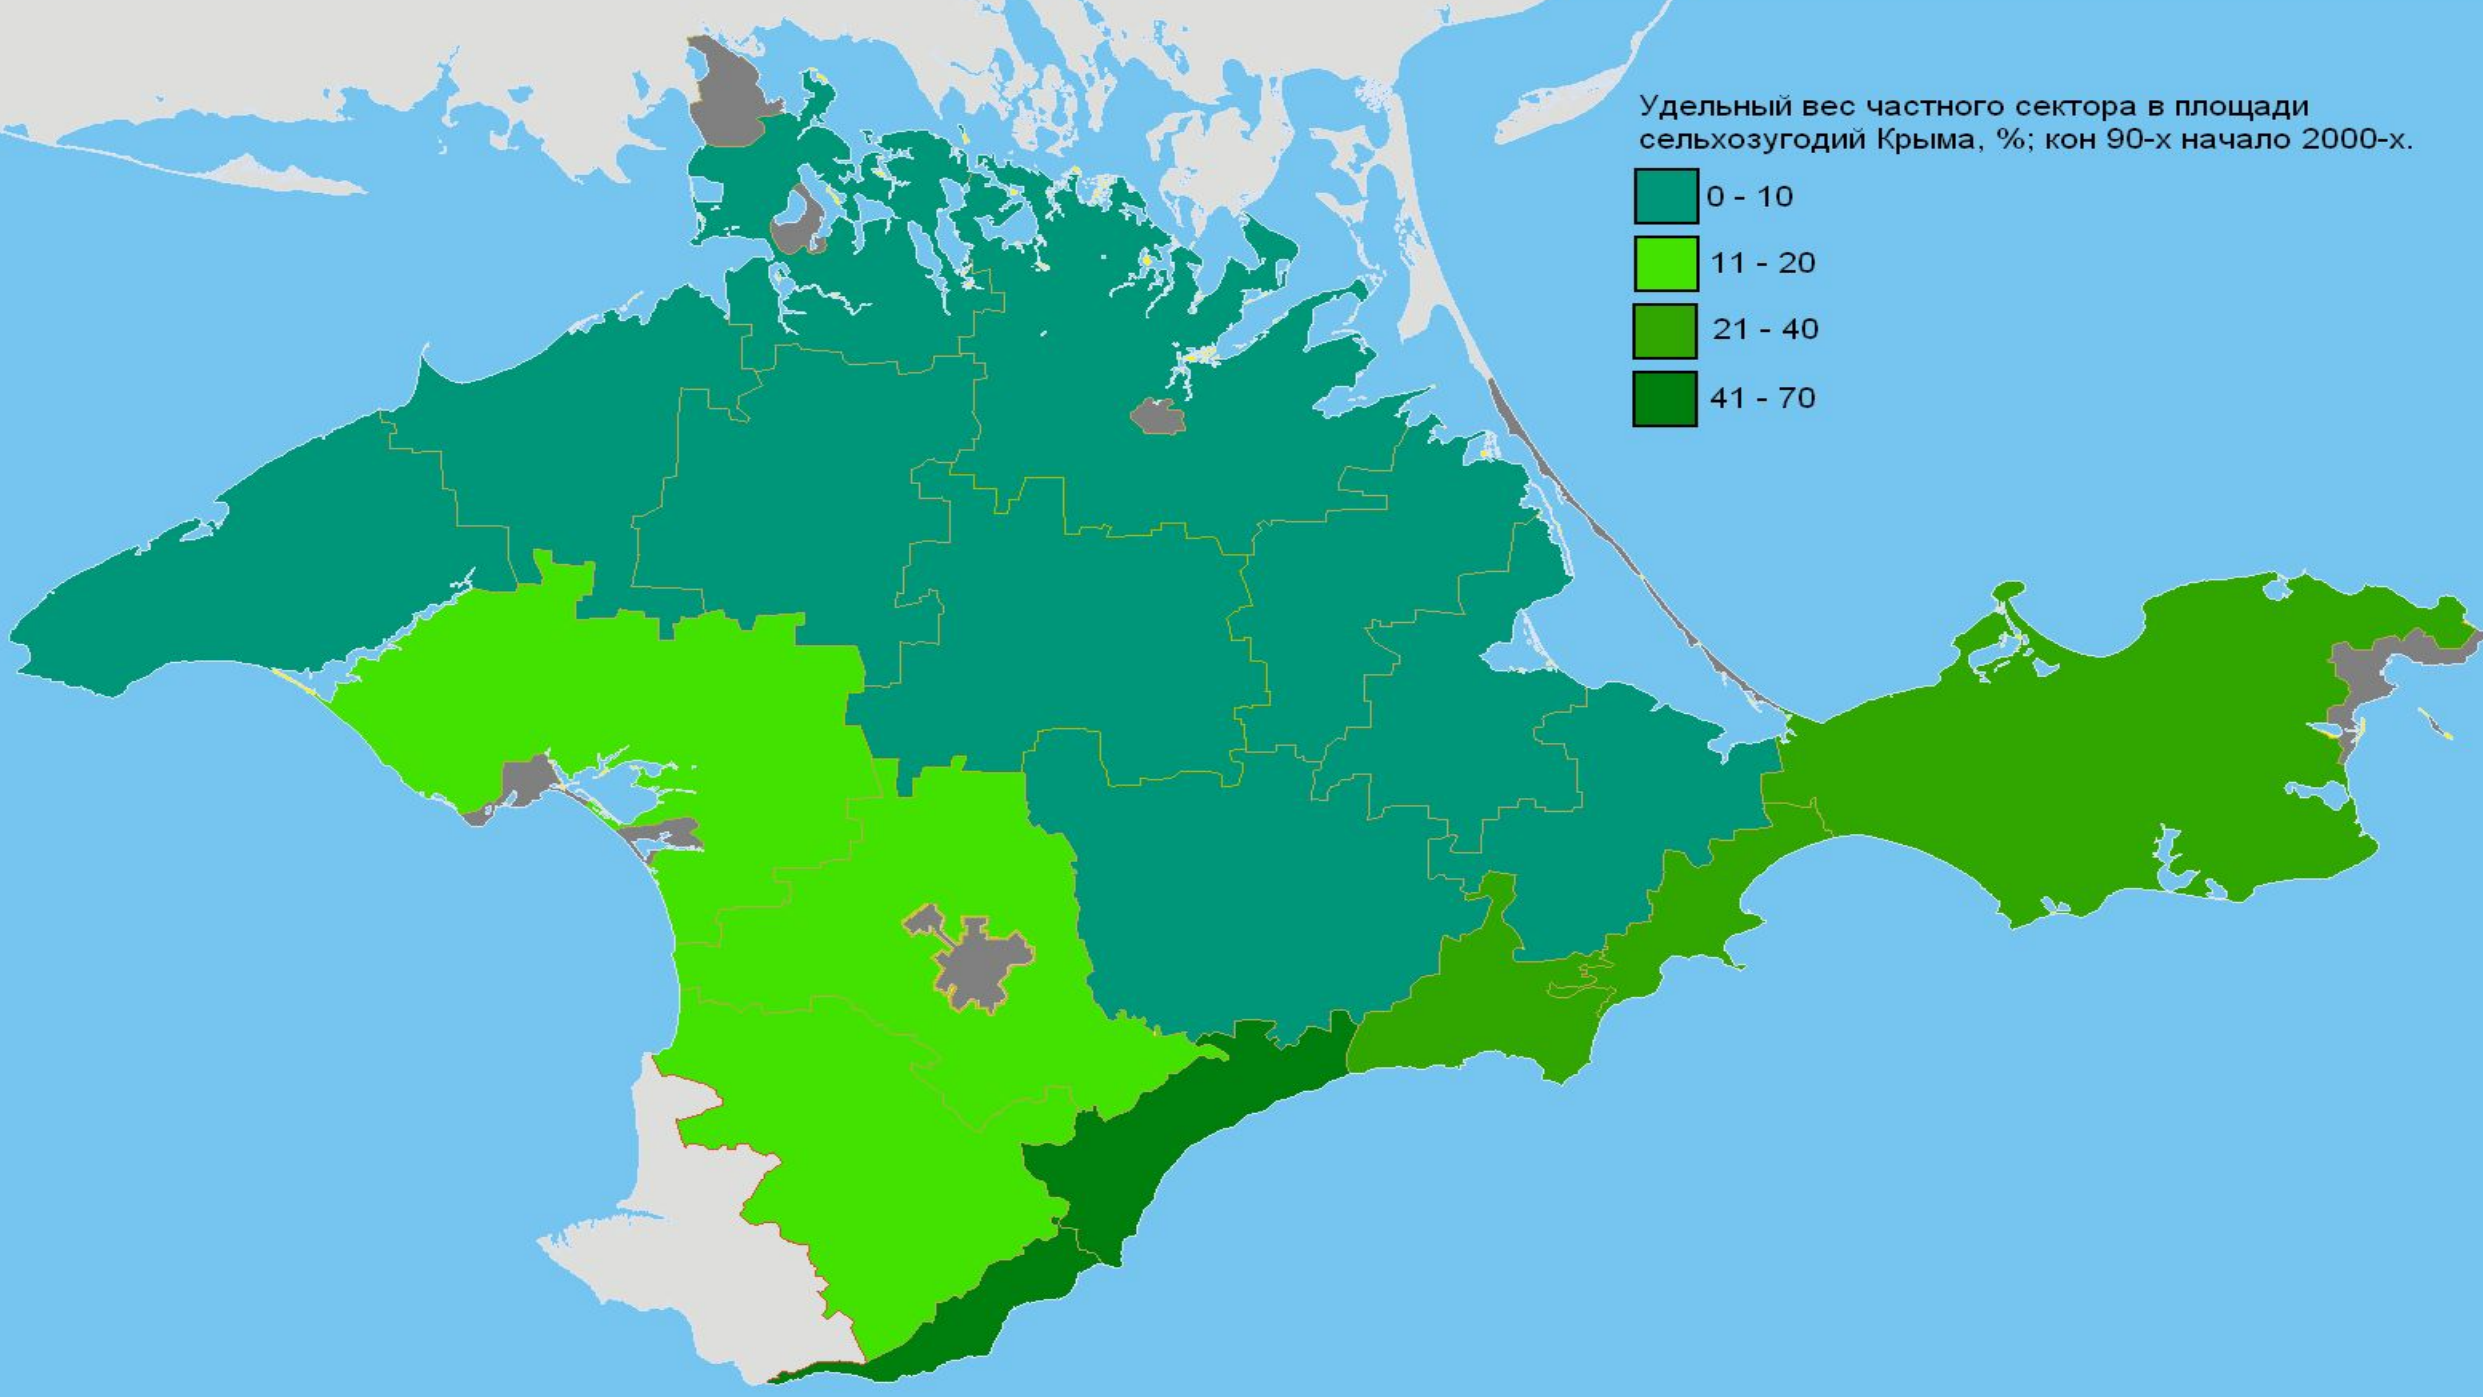 Удельный вес частного сектора в площади
сельхозугодий Крыма, %; кон 90-х начало 2000-х.
0 - 10
11 - 20
21 - 40
41 - 70